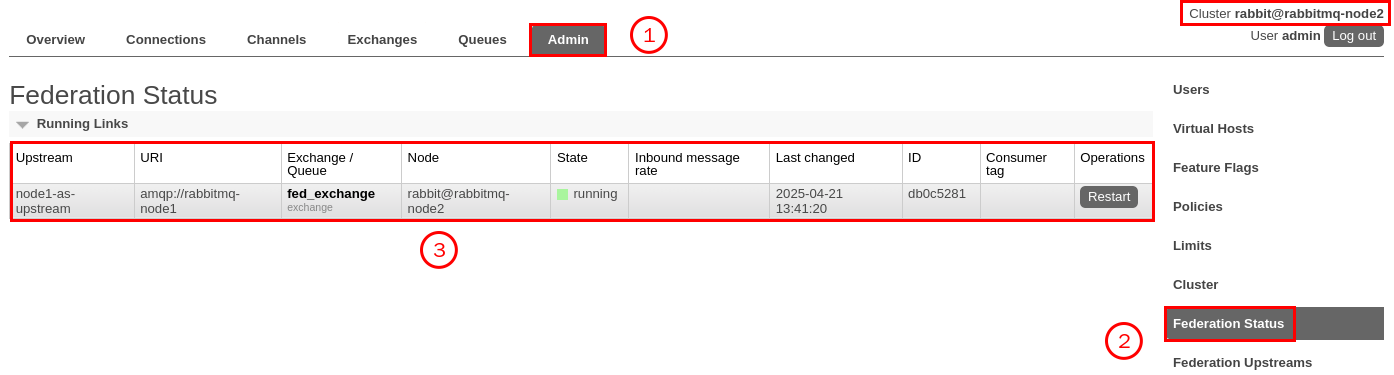 Cluster rabbit@rabbitmq-node2
User admin Log out
Overview Connections Channels Exchanges Queues Admin 1
Federation Status
Running Links
Upstream URI Exchange / Queue Node State Inbound message rate Last changed ID Consumer tag Operations
node1-as-upstream amqp://rabbitmq-node1 fed_exchange exchange rabbit@rabbitmq-node2 running 2025-04-21 13:41:20 db0c5281 Restart
3
Users
Virtual Hosts
Feature Flags
Policies
Limits
Cluster
Federation Status
2
Federation Upstreams